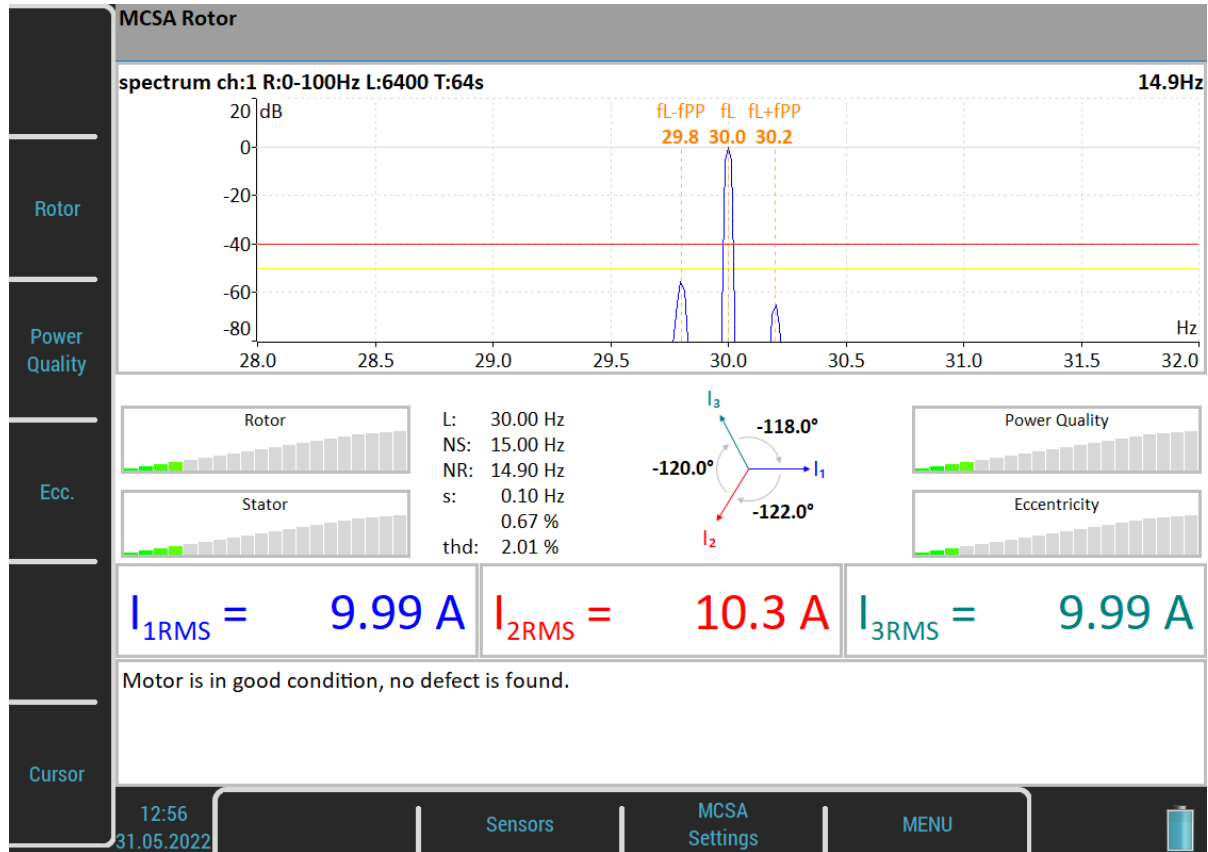 MCSA Rotor
spectrum ch:1 R:0-100Hz L:6400 T:64s 14.9Hz
20 dB
fL-fPP fL fL+fPP
29.8 30.0 30.2
0
-20
-40
-60
-80
Hz
28.0 28.5 29.0 29.5 30.0 30.5 31.0 31.5 32.0
Rotor
Power
Quality
Ecc.
Cursor
Rotor
Stator
L: 30.00 Hz
NS: 15.00 Hz
NR: 14.90 Hz
s: 0.10 Hz
0.67 %
thd: 2.01 %
I3
-118.0°
-120.0°
I1
-122.0°
I2
Power Quality
Eccentricity
I1RMS = 9.99 A
I2RMS = 10.3 A
I3RMS = 9.99 A
Motor is in good condition, no defect is found.
12:56
31.05.2022
Sensors
MCSA
Settings
MENU